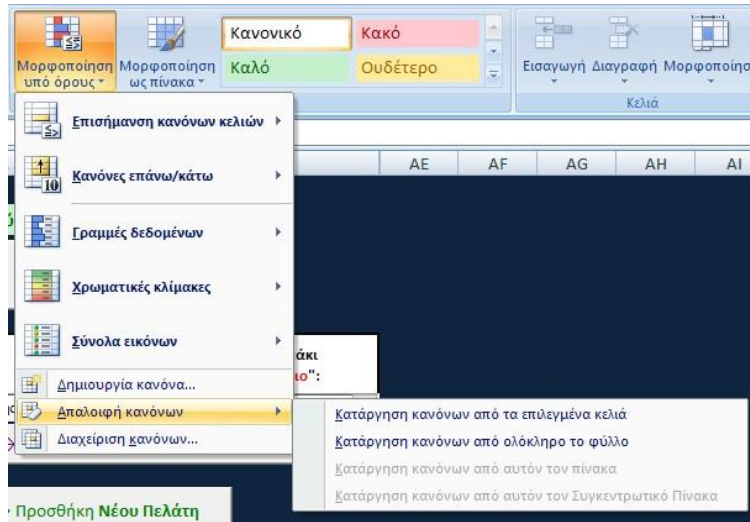 Μορφοποίηση υπό όρους
Μορφοποίηση ως πίνακα
Κανονικό
Κακό
Καλό
Ουδέτερο
Εισαγωγή
Διαγραφή
Κελιά
Επισήμανση κανόνων κελιών
Κανόνες επάνω/κάτω
10
AE AF AG AH AI
Γραμμές δεδομένων
Χρωματικές κλίμακες
Σύνολα εικόνων
Δημιουργία κανόνα...
Απαλοιφή κανόνων
Διαχείριση κανόνων...
Κατάργηση κανόνων από τα επιλεγμένα κελιά
Κατάργηση κανόνων από ολόκληρο το φύλλο
Κατάργηση κανόνων από αυτόν τον πίνακα
Κατάργηση κανόνων από αυτόν τον Συγκεντρωτικό Πίνακα
Προσθήκη Νέου Πελάτη